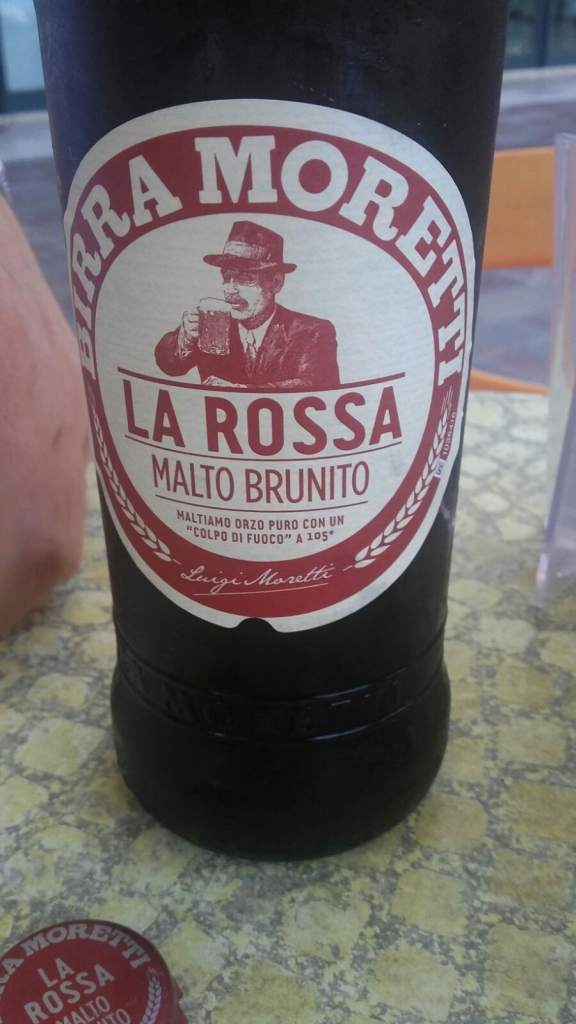 BIRRA MORETTI
LA ROSSA
MALTO BRUNITO
MALTIAMO ORZO PURO CON UN
"COLPO DI FUOCO" A 105°
Luigi Moretti
MORETTI
LA
ROSSA
MALTO